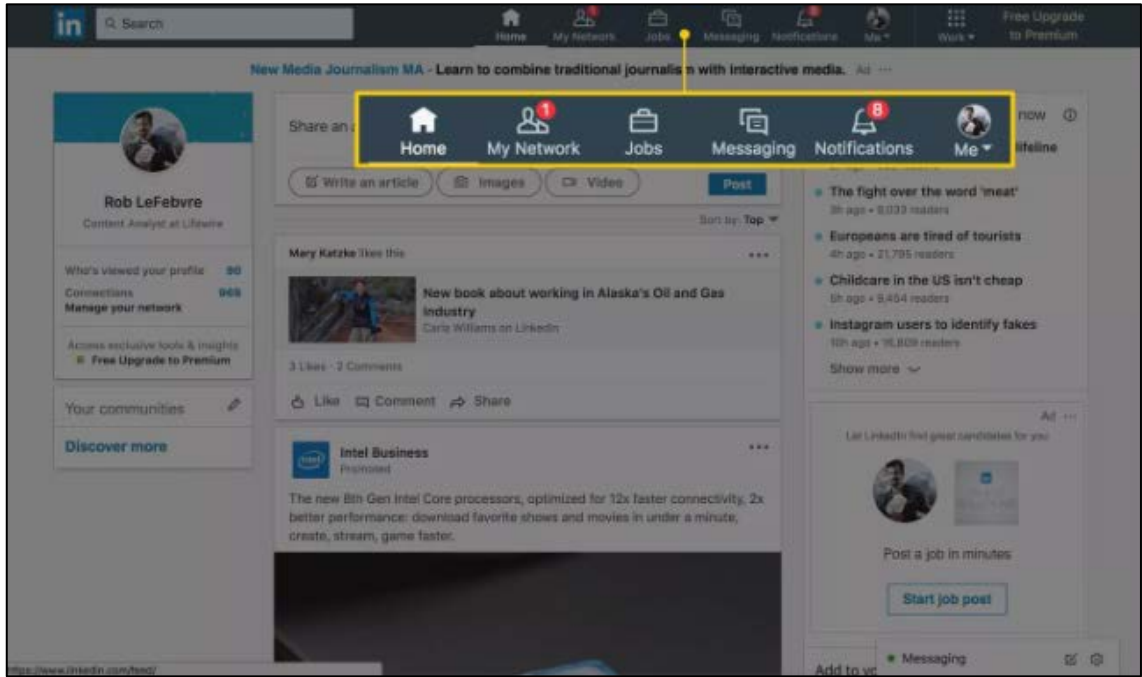 in
Search
Home My Network Jobs Messaging Notifications Me Work
Free Upgrade
to Premium
New Media Journalism MA - Learn to combine traditional journalism with interactive media. Ad ...
Home My Network 1 Jobs Messaging Notifications 8 Me
Rob LeFebvre
Content Analyst at Lifewire
Who's viewed your profile 90
Connections 969
Manage your network
Access exclusive tools & insights
Free Upgrade to Premium
Your communities
Discover more
Share an
Write an article
Images
Video
Post
Sort by: Top
Mary Katzke likes this
New book about working in Alaska's Oil and Gas
Industry
Carla Williams on LinkedIn
3 Likes · 2 Comments
Like Comment Share
intel
Intel Business
Promoted
The new 8th Gen Intel Core processors, optimized for 12x faster connectivity, 2x
better performance: download favorite shows and movies in under a minute,
create, stream, game faster.
now
lifeline
The fight over the word 'meat'
3h ago • 9,033 readers
Europeans are tired of tourists
4h ago • 21,795 readers
Childcare in the US isn't cheap
5h ago • 9,454 readers
Instagram users to identify fakes
10h ago • 16,809 readers
Show more
Ad ...
Let LinkedIn find great candidates for you
Post a job in minutes
Start job post
Add to
Messaging
https://www.linkedin.com/feed/